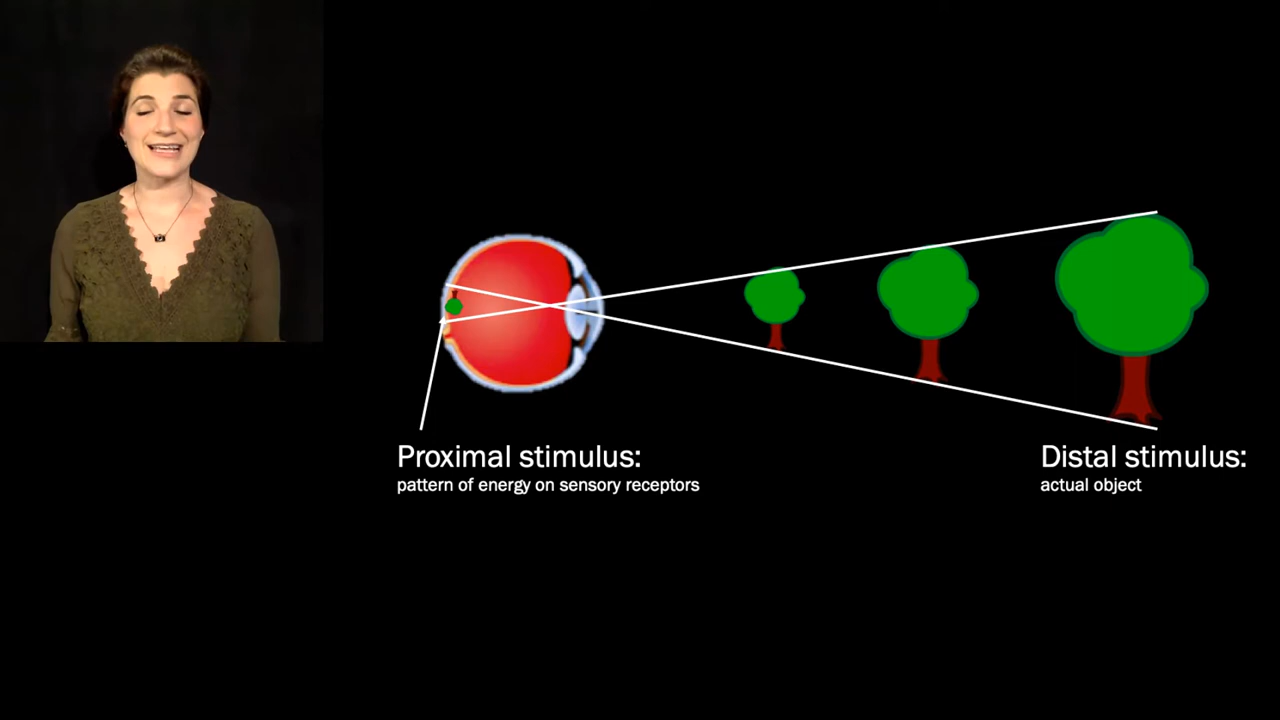 Proximal stimulus:
pattern of energy on sensory receptors
Distal stimulus:
actual object